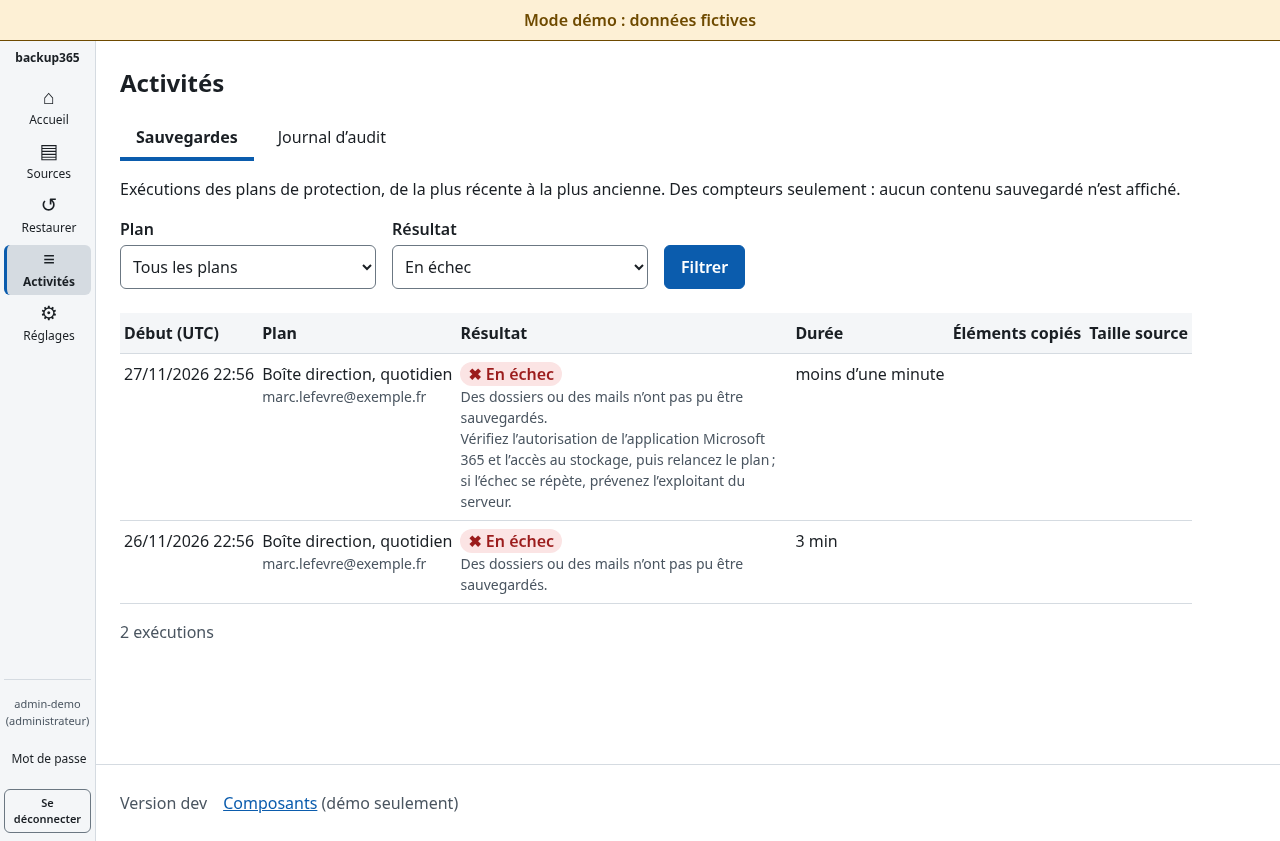 Mode démo : données fictives
backup365
Accueil
Sources
Restaurer
Activités
Réglages
admin-demo
(administrateur)
Mot de passe
Se
déconnecter
Activités
Sauvegardes
Journal d’audit
Exécutions des plans de protection, de la plus récente à la plus ancienne. Des compteurs seulement : aucun contenu sauvegardé n’est affiché.
Plan
Résultat
Tous les plans
En échec
Filtrer
Début (UTC) Plan Résultat Durée Éléments copiés Taille source
27/11/2026 22:56 Boîte direction, quotidien ✖ En échec moins d’une minute
marc.lefevre@exemple.fr Des dossiers ou des mails n’ont pas pu être
sauvegardés.
Vérifiez l’autorisation de l’application Microsoft
365 et l’accès au stockage, puis relancez le plan ;
si l’échec se répète, prévenez l’exploitant du
serveur.
26/11/2026 22:56 Boîte direction, quotidien ✖ En échec 3 min
marc.lefevre@exemple.fr Des dossiers ou des mails n’ont pas pu être
sauvegardés.
2 exécutions
Version dev Composants (démo seulement)